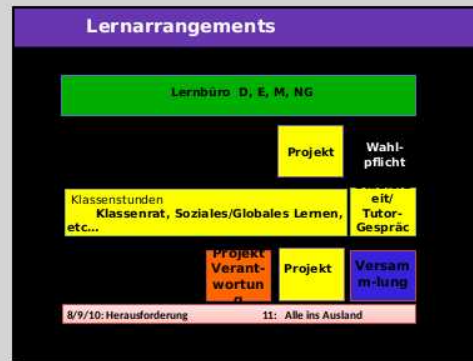 Lernarrangements
Lernbüro D, E, M, NG
Projekt
Wahl-
pflicht
Klassenstunden
Klassenrat, Soziales/Globales Lernen,
etc...
eit/
Tutor-
Gespräc
Projekt
Verant-
wortun
g
Projekt
Versam
m-lung
8/9/10: Herausforderung 11: Alle ins Ausland